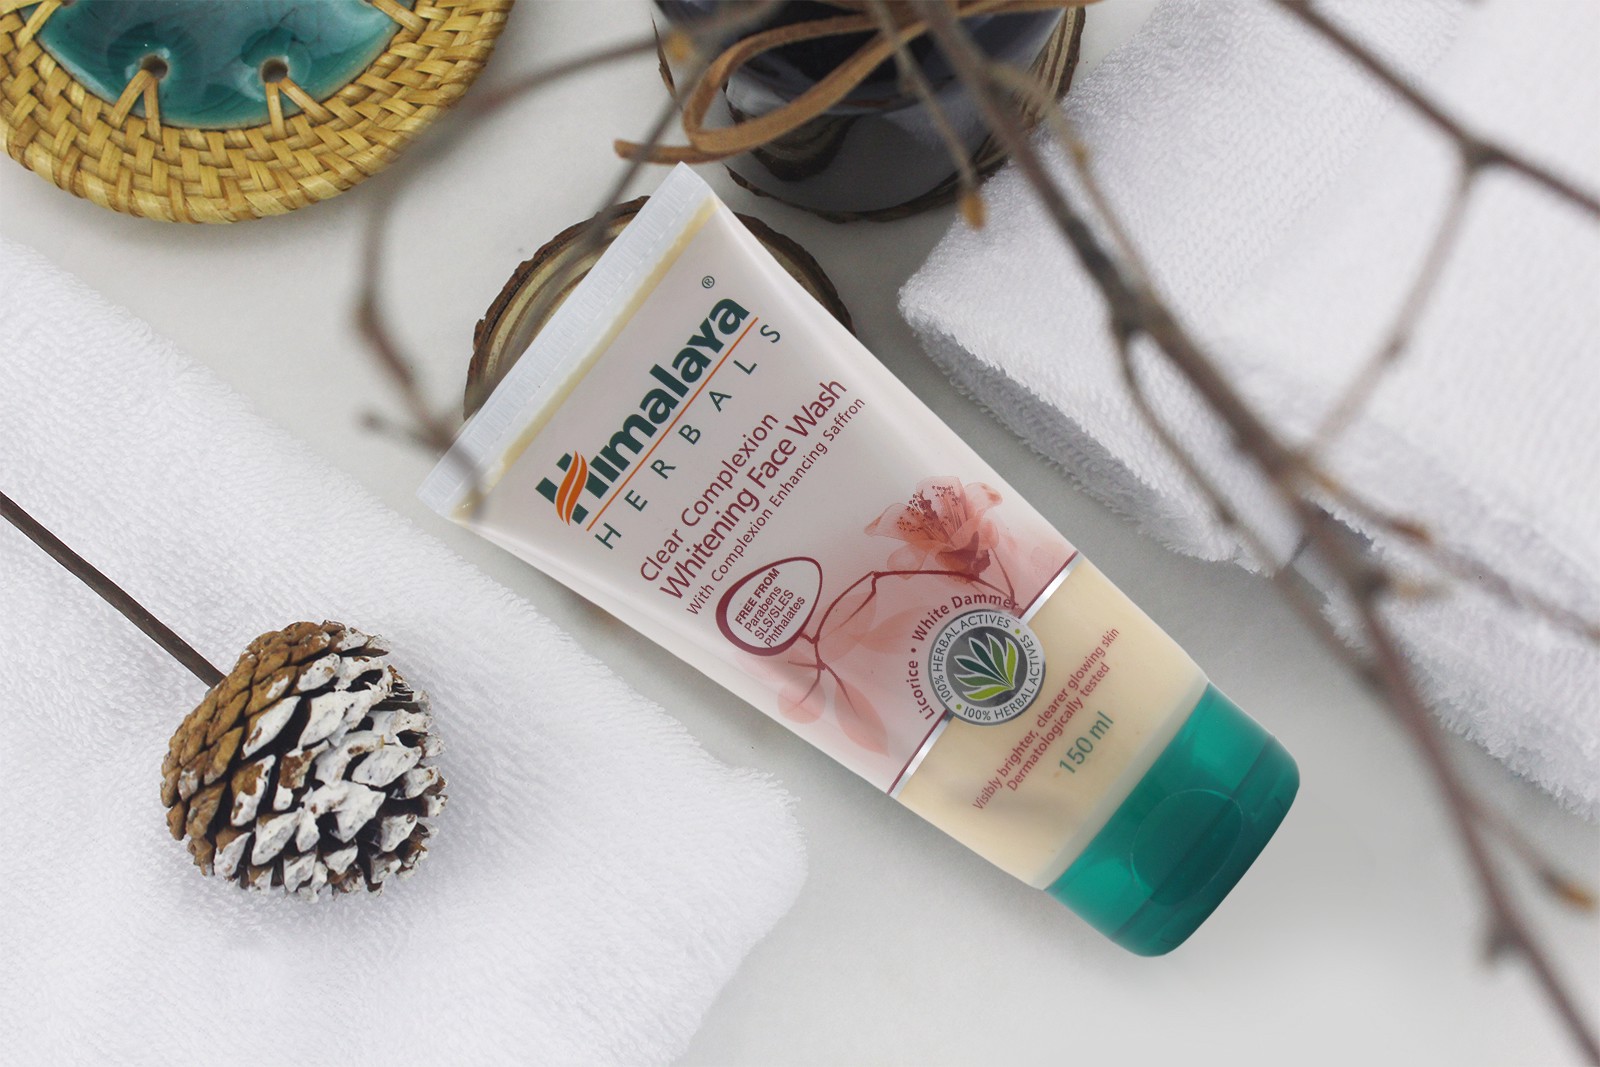 Himalaya®
HERBALS
Clear Complexion
Whitening Face Wash
With Complexion Enhancing Saffron
FREE FROM
Parabens
SLS/SLES
Phthalates
Licorice • White Dammer
100% HERBAL ACTIVES • 100% HERBAL ACTIVES •
Visibly brighter, clearer glowing skin
Dermatologically tested
150 ml